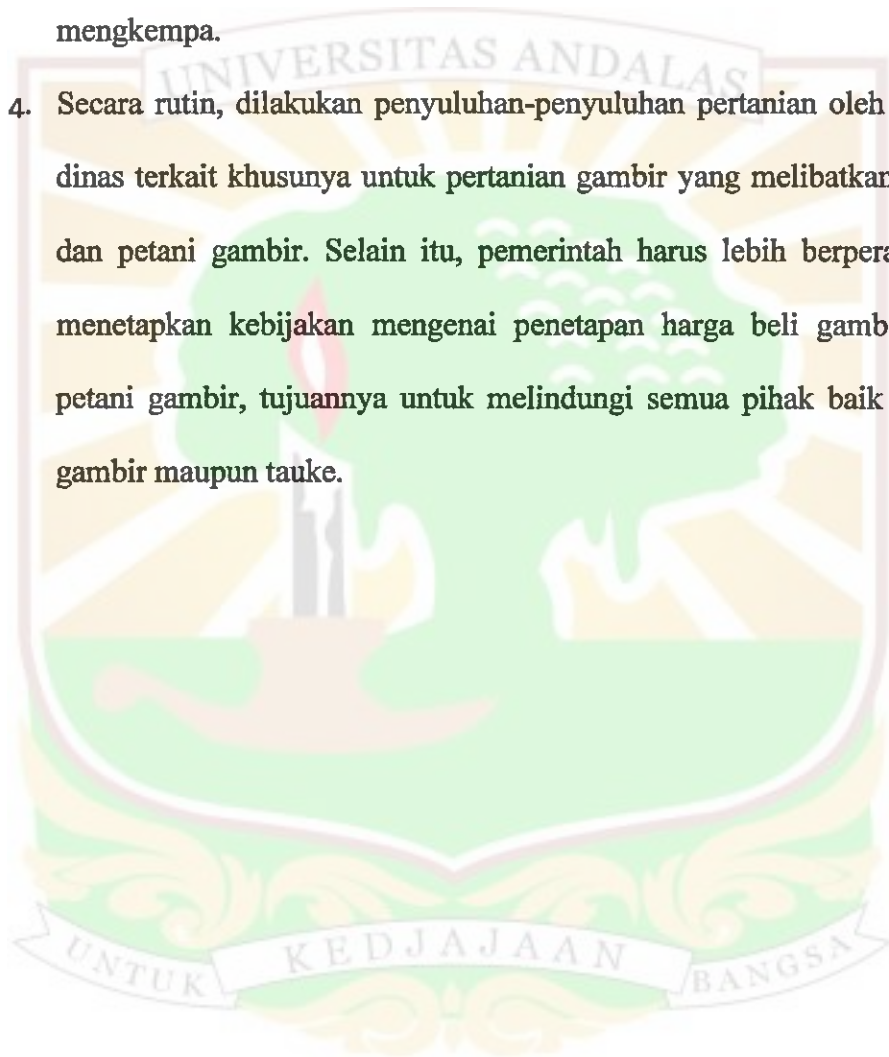 mengkempa.
UNIVERSITAS ANDALAS
4. Secara rutin, dilakukan penyuluhan-penyuluhan pertanian oleh
dinas terkait khusunya untuk pertanian gambir yang melibatkan
dan petani gambir. Selain itu, pemerintah harus lebih
menetapkan kebijakan mengenai penetapan harga beli
petani gambir, tujuannya untuk melindungi semua pihak baik
gambir maupun tauke.
UNTUK KEDJAJAAN BANGSA